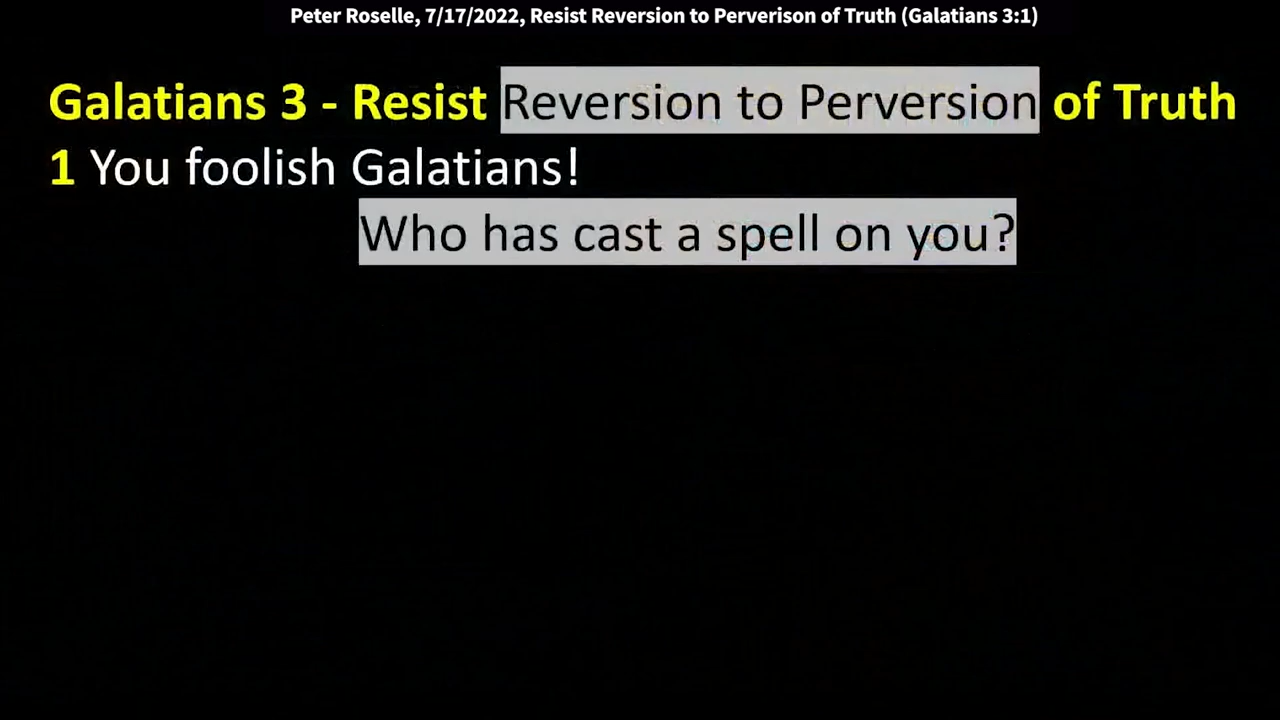 Peter Roselle, 7/17/2022, Resist Reversion to Perverison of Truth (Galatians 3:1)
Galatians 3 - Resist Reversion to Perversion of Truth
1 You foolish Galatians!
Who has cast a spell on you?